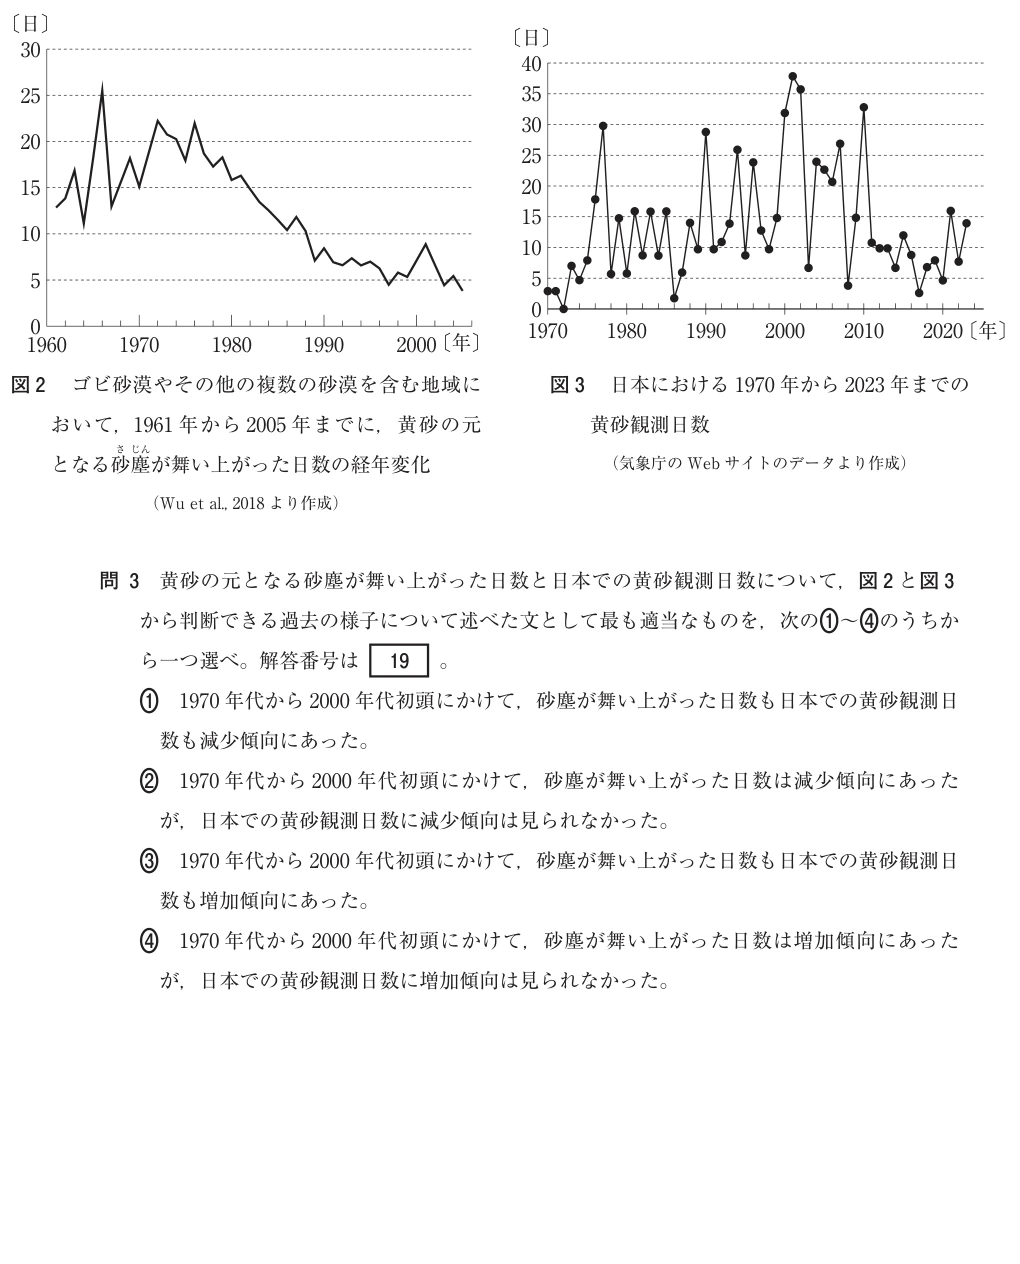 〔日〕
30
25
20
15
10
5
0
1960 1970 1980 1990 2000〔年〕
図2 ゴビ砂漠やその他の複数の砂漠を含む地域に
おいて，1961年から2005年までに，黄砂の元
さ じん
となる砂塵が舞い上がった日数の経年変化
（Wu et al., 2018より作成）
〔日〕
40
35
30
25
20
15
10
5
0
1970 1980 1990 2000 2010 2020〔年〕
図3 日本における1970年から2023年までの
黄砂観測日数
（気象庁のWebサイトのデータより作成）
問3 黄砂の元となる砂塵が舞い上がった日数と日本での黄砂観測日数について，図2と図3
から判断できる過去の様子について述べた文として最も適当なものを，次の①～④のうちか
ら一つ選べ。解答番号は 19 。
① 1970年代から2000年代初頭にかけて，砂塵が舞い上がった日数も日本での黄砂観測日
数も減少傾向にあった。
② 1970年代から2000年代初頭にかけて，砂塵が舞い上がった日数は減少傾向にあった
が，日本での黄砂観測日数に減少傾向は見られなかった。
③ 1970年代から2000年代初頭にかけて，砂塵が舞い上がった日数も日本での黄砂観測日
数も増加傾向にあった。
④ 1970年代から2000年代初頭にかけて，砂塵が舞い上がった日数は増加傾向にあった
が，日本での黄砂観測日数に増加傾向は見られなかった。